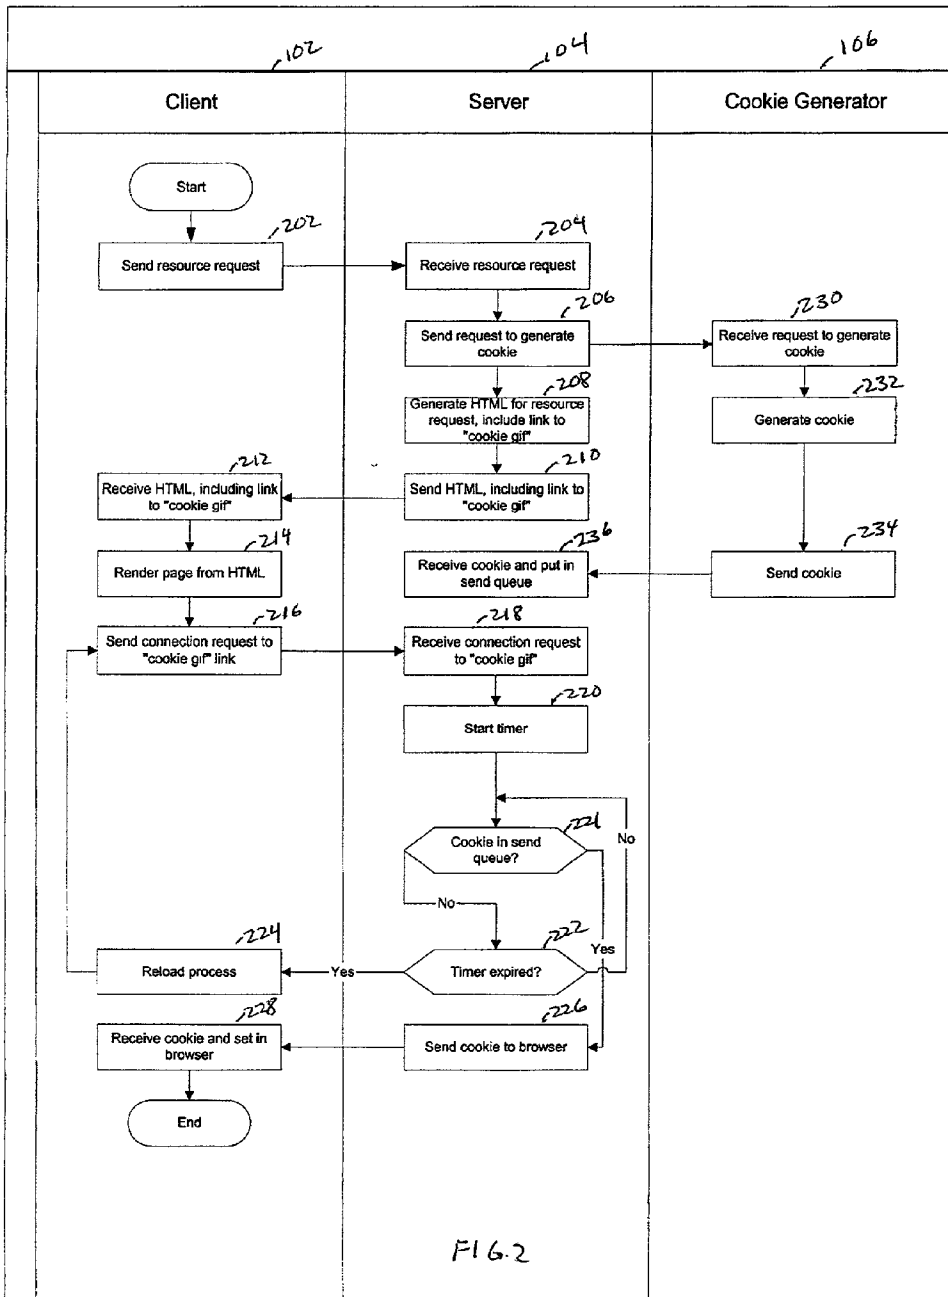 102
104
106
Client
Server
Cookie Generator
Start
202
204
Send resource request
Receive resource request
206
230
Send request to generate
cookie
Receive request to generate
cookie
208
232
Generate HTML for resource
request, include link to
"cookie gif"
Generate cookie
212
210
Receive HTML, including link
to "cookie gif"
Send HTML, including link to
"cookie gif"
214
236
234
Render page from HTML
Receive cookie and put in
send queue
Send cookie
216
218
Send connection request to
"cookie gif" link
Receive connection request
to "cookie gif"
220
Start timer
221
Cookie in send
queue?
No
No
224
222
Yes
Reload process
Yes
Timer expired?
228
226
Receive cookie and set in
browser
Send cookie to browser
End
FIG.2